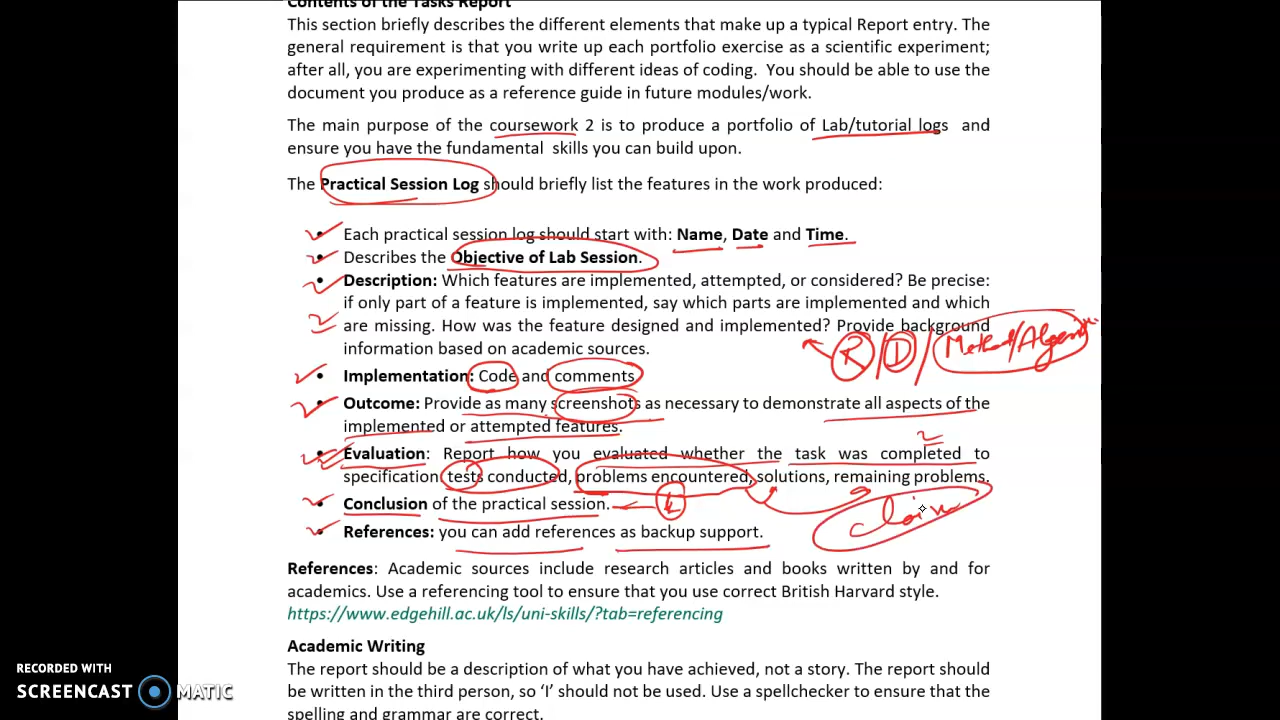 Contents of the Tasks Report
This section briefly describes the different elements that make up a typical Report entry. The
general requirement is that you write up each portfolio exercise as a scientific experiment;
after all, you are experimenting with different ideas of coding. You should be able to use the
document you produce as a reference guide in future modules/work.
The main purpose of the coursework 2 is to produce a portfolio of Lab/tutorial logs and
ensure you have the fundamental skills you can build upon.
The Practical Session Log should briefly list the features in the work produced:
• Each practical session log should start with: Name, Date and Time.
• Describes the Objective of Lab Session.
• Description: Which features are implemented, attempted, or considered? Be precise:
if only part of a feature is implemented, say which parts are implemented and which
are missing. How was the feature designed and implemented? Provide background
information based on academic sources.
R / D / Method/Algorithm
• Implementation: Code and comments
• Outcome: Provide as many screenshots as necessary to demonstrate all aspects of the
implemented or attempted features.
• Evaluation: Report how you evaluated whether the task was completed to
specification tests conducted, problems encountered, solutions, remaining problems.
• Conclusion of the practical session.
• References: you can add references as backup support.
References: Academic sources include research articles and books written by and for
academics. Use a referencing tool to ensure that you use correct British Harvard style.
https://www.edgehill.ac.uk/ls/uni-skills/?tab=referencing
Academic Writing
The report should be a description of what you have achieved, not a story. The report should
be written in the third person, so ‘I’ should not be used. Use a spellchecker to ensure that the
spelling and grammar are correct.
RECORDED WITH
SCREENCAST MATIC